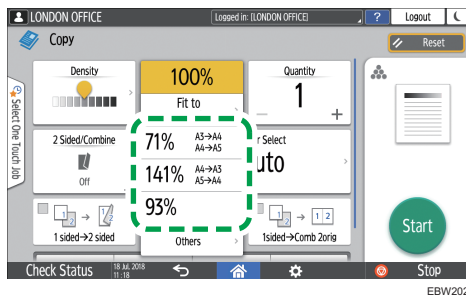 LONDON OFFICE
Logged in: [LONDON OFFICE]
?
Logout
Copy
Reset
Select One Touch Job
Density
100%
Fit to
Quantity
1
2 Sided/Combine
Off
71% A3→A4
A4→A5
141% A4→A3
A5→A4
93%
Others
r Select
uto
1 sided→2 sided
1sided→Comb 2orig
Start
Check Status
18 Jul. 2018
11:18
Stop
EBW202